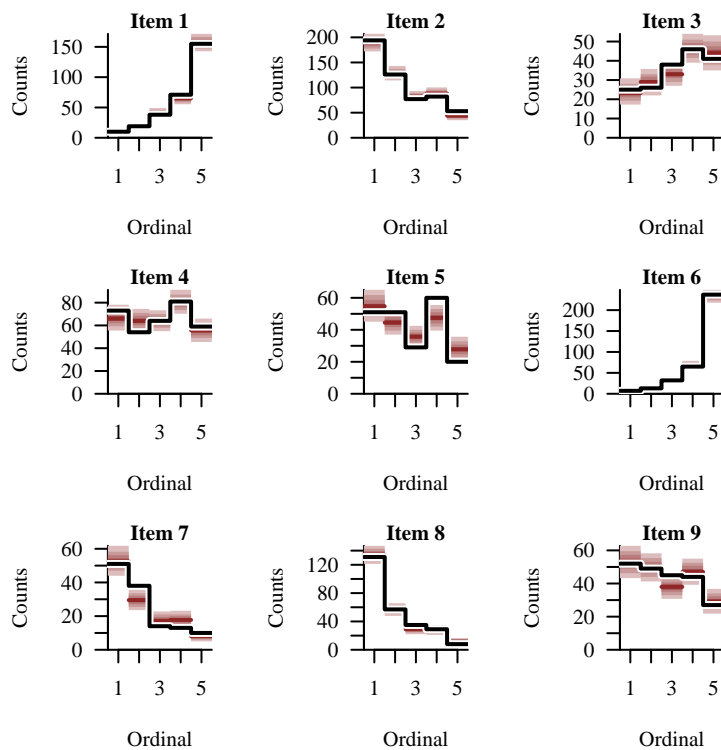 Item 1
Counts
0
50
100
150
1
3
5
Ordinal
Item 2
Counts
0
50
100
150
200
1
3
5
Ordinal
Item 3
Counts
0
10
20
30
40
50
1
3
5
Ordinal
Item 4
Counts
0
20
40
60
80
1
3
5
Ordinal
Item 5
Counts
0
20
40
60
1
3
5
Ordinal
Item 6
Counts
0
50
100
150
200
1
3
5
Ordinal
Item 7
Counts
0
20
40
60
1
3
5
Ordinal
Item 8
Counts
0
40
80
120
1
3
5
Ordinal
Item 9
Counts
0
20
40
60
1
3
5
Ordinal